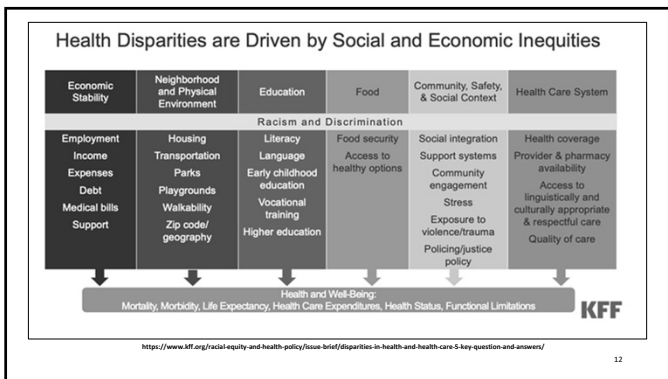 Health Disparities are Driven by Social and Economic Inequities
Economic
Stability
Neighborhood
and Physical
Environment
Education
Food
Community, Safety,
& Social Context
Health Care System
Racism and Discrimination
Employment
Income
Expenses
Debt
Medical bills
Support
Housing
Transportation
Parks
Playgrounds
Walkability
Zip code/
geography
Literacy
Language
Early childhood
education
Vocational
training
Higher education
Food security
Access to
healthy options
Social integration
Support systems
Community
engagement
Stress
Exposure to
violence/trauma
Policing/justice
policy
Health coverage
Provider & pharmacy
availability
Access to
linguistically and
culturally appropriate
& respectful care
Quality of care
Health and Well-Being:
Mortality, Morbidity, Life Expectancy, Health Care Expenditures, Health Status, Functional Limitations
KFF
https://www.kff.org/racial-equity-and-health-policy/issue-brief/disparities-in-health-and-health-care-5-key-question-and-answers/
12